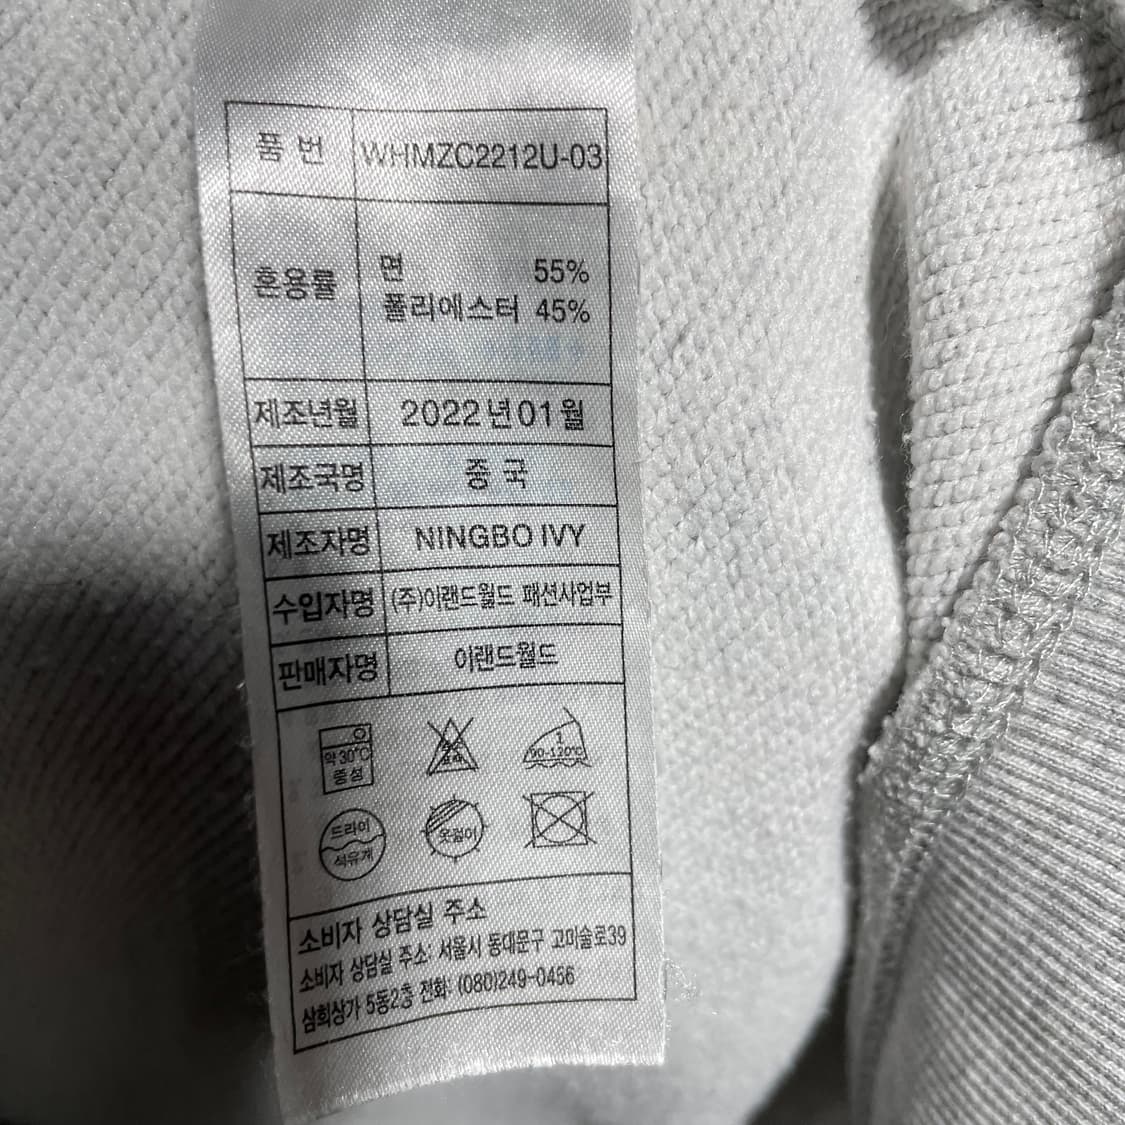 품 번 WHMZC2212U-03
혼용률
면 55%
폴리에스터 45%
제조년월 2022년01월
제조국명 중 국
제조자명 NINGBO IVY
수입자명 (주)이랜드월드 패션사업부
판매자명 이랜드월드
약30℃
중성
1
90-120℃
드라이
석유계
옷걸이
소비자 상담실 주소
소비자 상담실 주소: 서울시 동대문구 고미술로39
삼희상가 5동2층 전화: (080)249-0456